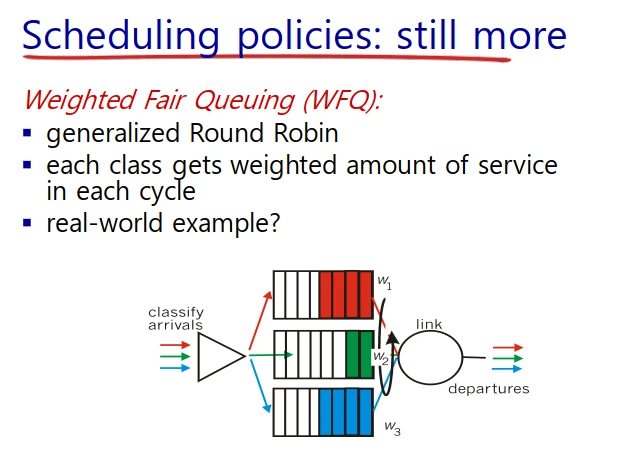 Scheduling policies: still more
Weighted Fair Queuing (WFQ):
generalized Round Robin
each class gets weighted amount of service
in each cycle
real-world example?
w1
classify
arrivals
link
w2
departures
w3